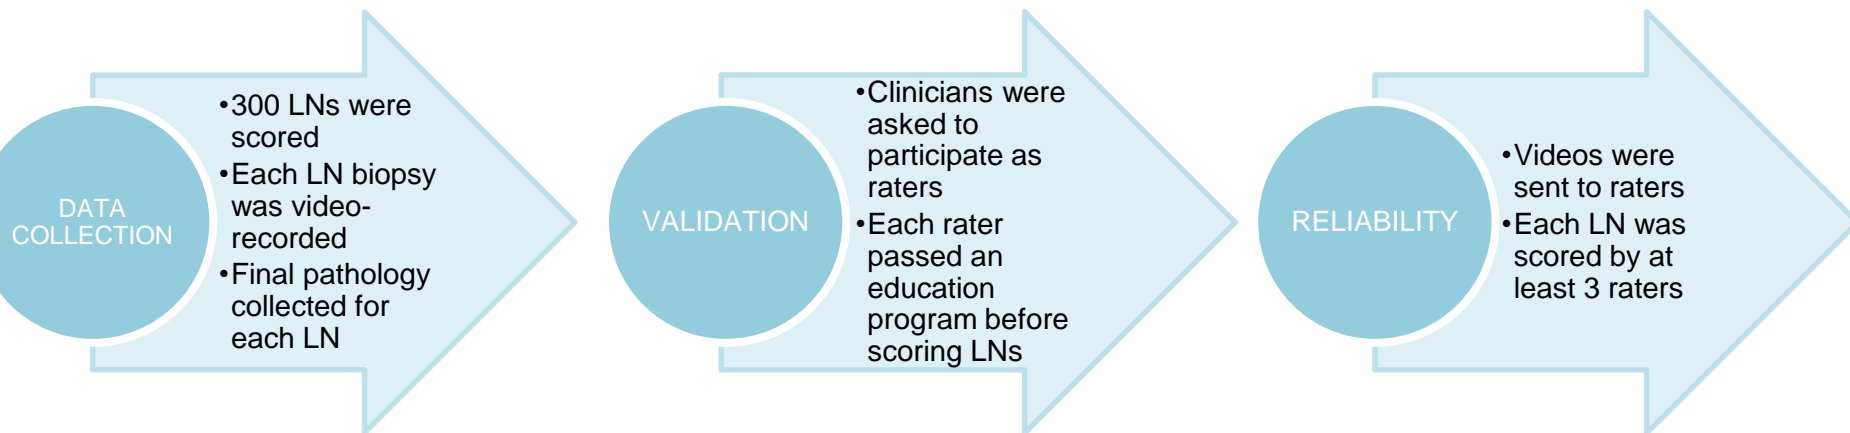 DATA
COLLECTION
•300 LNs were
scored
•Each LN biopsy
was video-
recorded
•Final pathology
collected for
each LN
VALIDATION
•Clinicians were
asked to
participate as
raters
•Each rater
passed an
education
program before
scoring LNs
RELIABILITY
•Videos were
sent to raters
•Each LN was
scored by at
least 3 raters